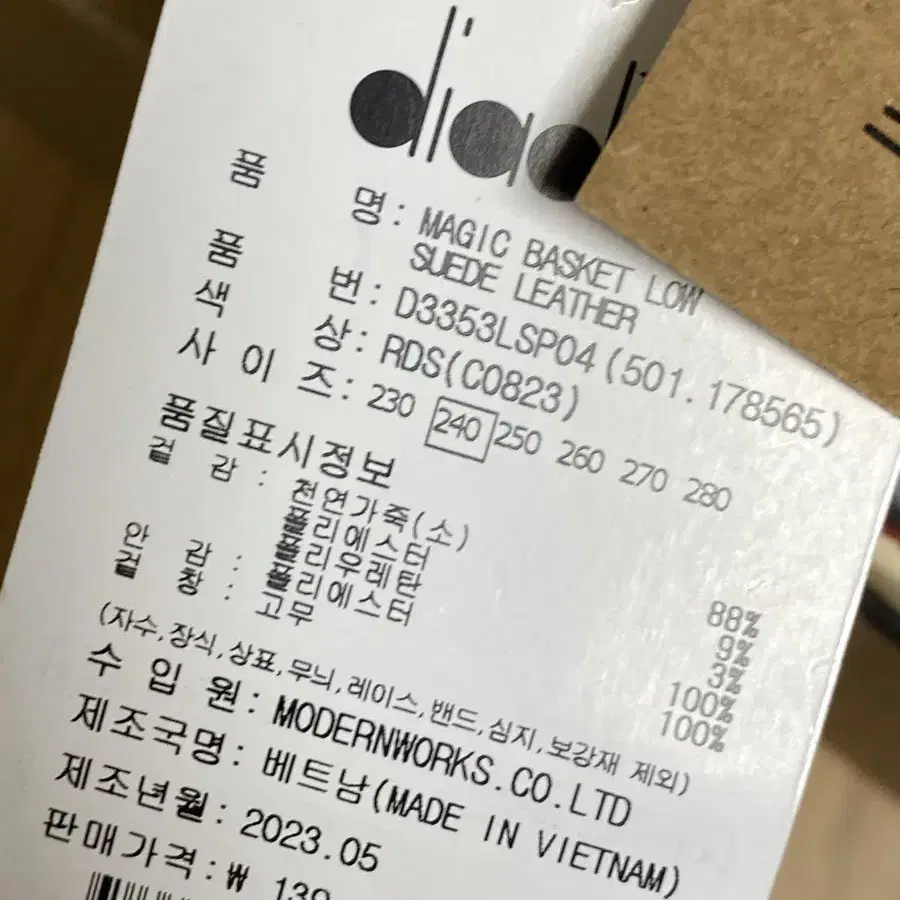 diad
품 명: MAGIC BASKET LOW
SUEDE LEATHER
품 번: D3353LSP04(501.178565)
색 상: RDS(C0823)
사 이 즈: 230 240 250 260 270 280
품질표시정보
겉 감: 천연가죽(소) 88%
폴리에스터 9%
폴리우레탄 3%
안 감: 폴리에스터 100%
겉 창: 고무 100%
(자수,장식,상표,무늬,레이스,밴드,심지,보강재 제외)
수 입 원: MODERNWORKS.CO.LTD
제조국명: 베트남(MADE IN VIETNAM)
제조년월: 2023.05
판매가격:₩ 139